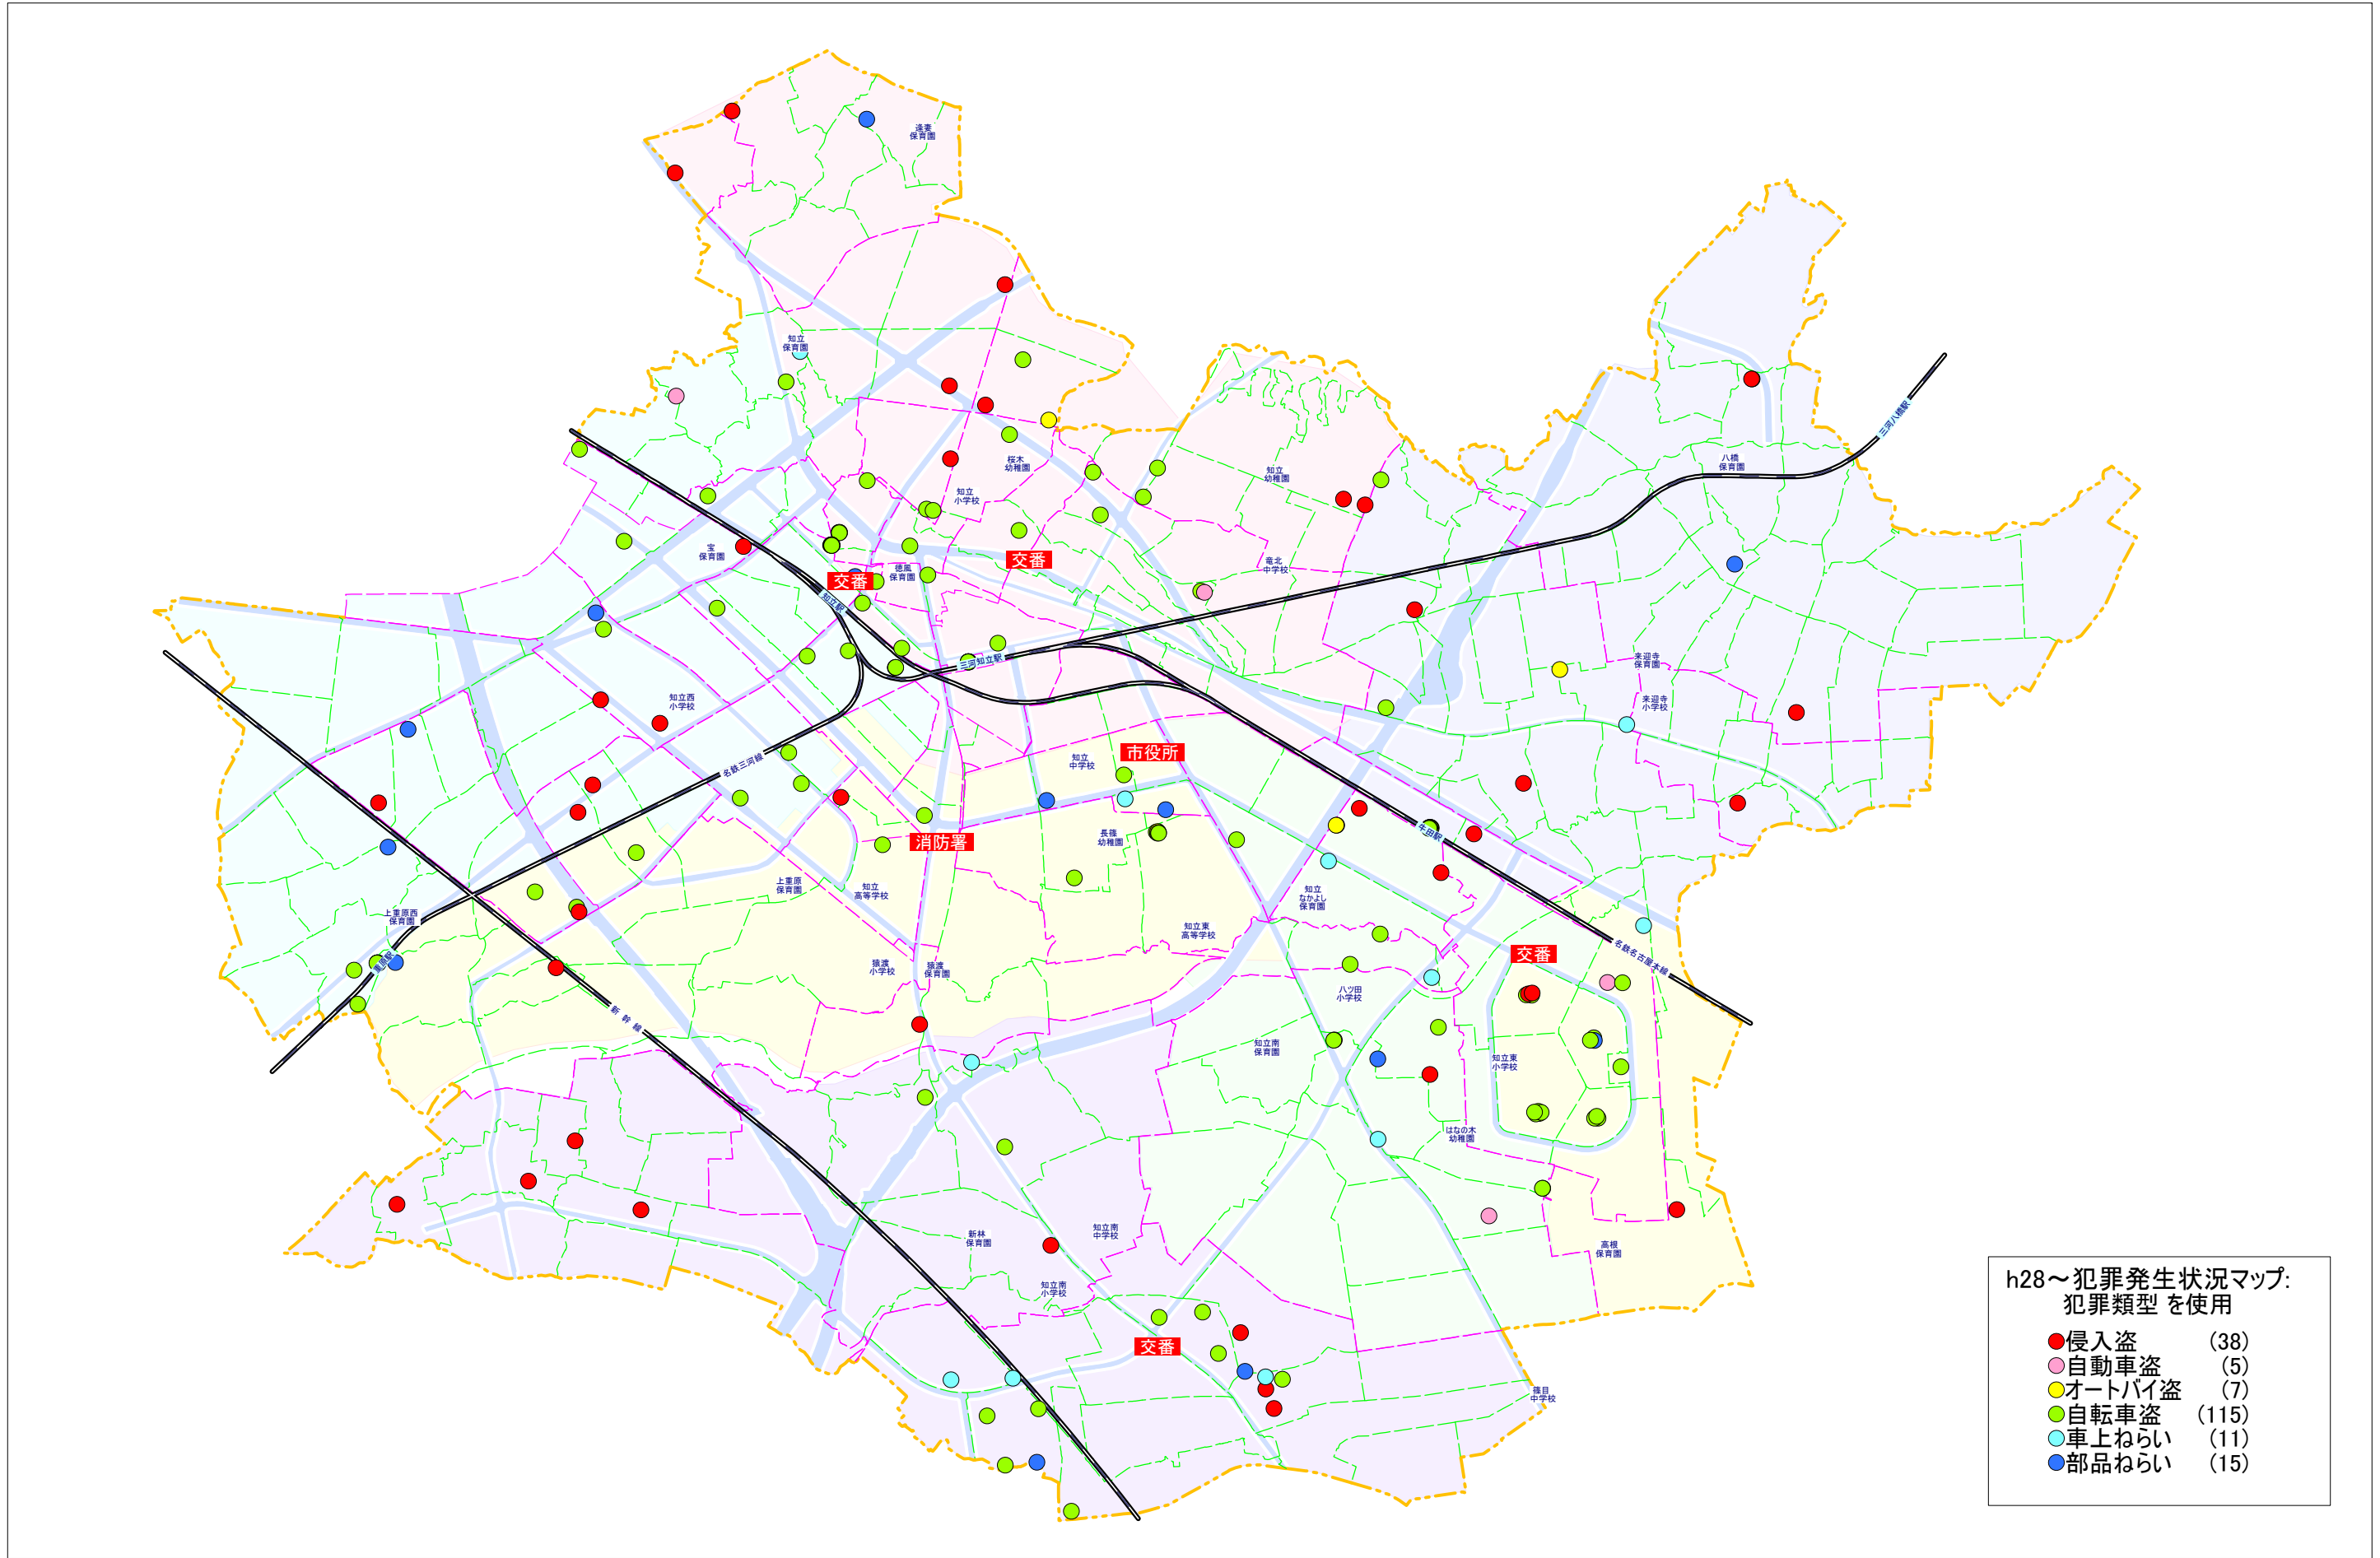 逢妻
保育園
知立
保育園
三河八橋駅
桜木
幼稚園
知立
小学校
知立
幼稚園
八橋
保育園
宝
保育園
交番
竜北
中学校
徳風
保育園
交番
知立駅
三河知立駅
来迎寺
保育園
来迎寺
小学校
知立西
小学校
名鉄三河線
知立
中学校
市役所
消防署
長篠
幼稚園
牛田駅
上重原
保育園
知立
高等学校
知立
なかよし
保育園
上重原西
保育園
知立東
高等学校
重原駅
猿渡
小学校
猿渡
保育園
交番
名鉄名古屋本線
八ツ田
小学校
新幹線
知立南
保育園
知立東
小学校
はなの木
幼稚園
新林
保育園
知立南
中学校
高根
保育園
知立南
小学校
交番
篠目
中学校
h28～犯罪発生状況マップ:
犯罪類型 を使用
侵入盗 (38)
自動車盗 (5)
オートバイ盗 (7)
自転車盗 (115)
車上ねらい (11)
部品ねらい (15)